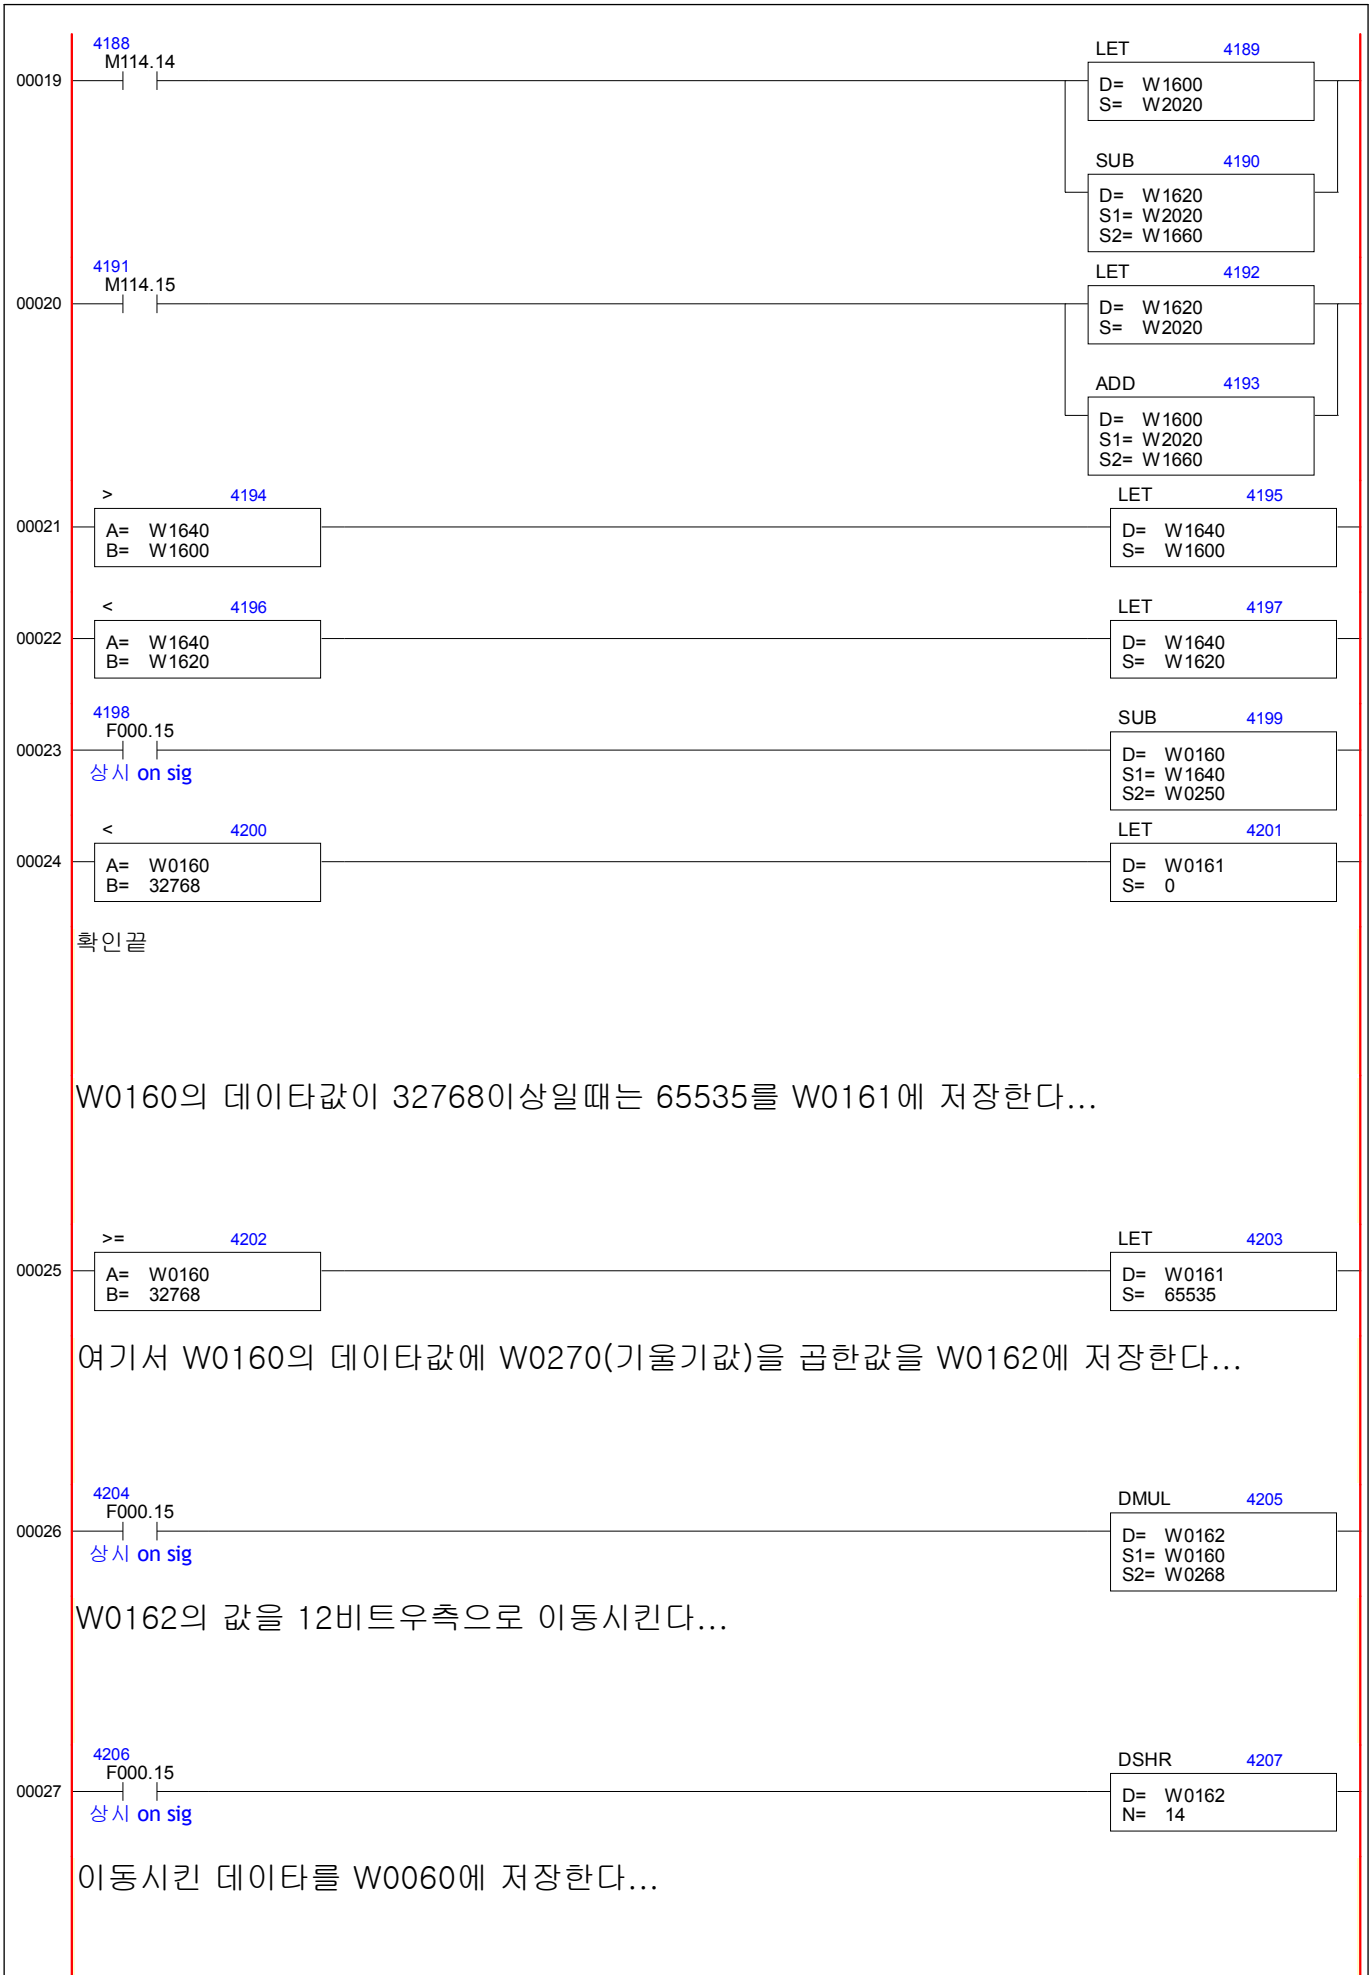 4188
M114.14
LET 4189
00019
D= W1600
S= W2020
SUB 4190
D= W1620
S1= W2020
S2= W1660
4191
M114.15
LET 4192
00020
D= W1620
S= W2020
ADD 4193
D= W1600
S1= W2020
S2= W1660
> 4194
LET 4195
00021
A= W1640
B= W1600
D= W1640
S= W1600
< 4196
LET 4197
00022
A= W1640
B= W1620
D= W1640
S= W1620
4198
F000.15
SUB 4199
00023
상시 on sig
D= W0160
S1= W1640
S2= W0250
< 4200
LET 4201
00024
A= W0160
B= 32768
D= W0161
S= 0
확인끝
W0160의 데이타값이 32768이상일때는 65535를 W0161에 저장한다...
>= 4202
LET 4203
00025
A= W0160
B= 32768
D= W0161
S= 65535
여기서 W0160의 데이타값에 W0270(기울기값)을 곱한값을 W0162에 저장한다...
4204
F000.15
DMUL 4205
00026
상시 on sig
D= W0162
S1= W0160
S2= W0268
W0162의 값을 12비트우측으로 이동시킨다...
4206
F000.15
DSHR 4207
00027
상시 on sig
D= W0162
N= 14
이동시킨 데이타를 W0060에 저장한다...